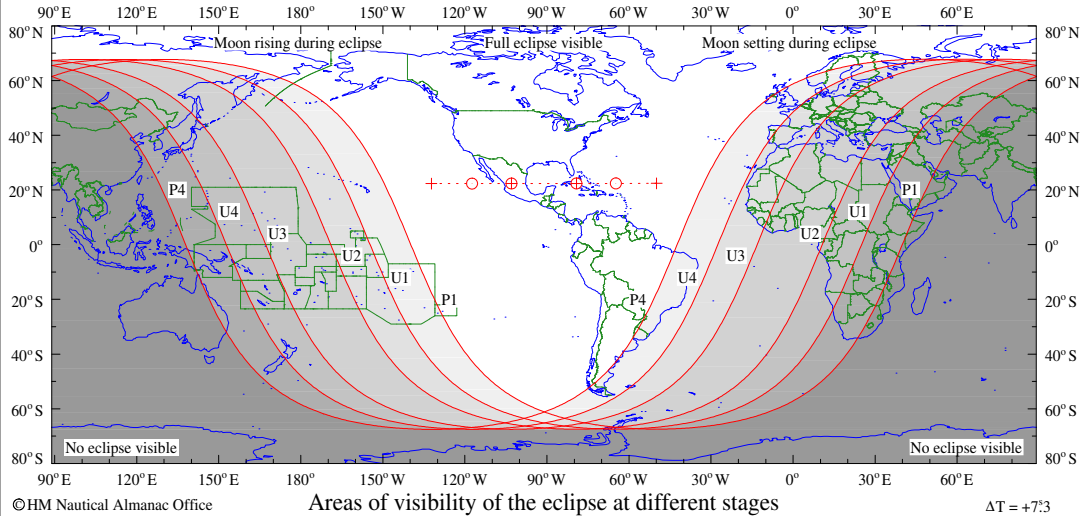 90°E 120°E 150°E 180° 150°W 120°W 90°W 60°W 30°W 0° 30°E 60°E
80°N Moon rising during eclipse Full eclipse visible Moon setting during eclipse 80°N
60°N 60°N
40°N 40°N
20°N P4 P1 20°N
U4 U1
U3 U2
0° U2 U3 0°
U1 U4
20°S P1 P4 20°S
40°S 40°S
60°S 60°S
No eclipse visible No eclipse visible
80°S 80°S
90°E 120°E 150°E 180° 150°W 120°W 90°W 60°W 30°W 0° 30°E 60°E
©HM Nautical Almanac Office Areas of visibility of the eclipse at different stages ΔT = +7ˢ.3